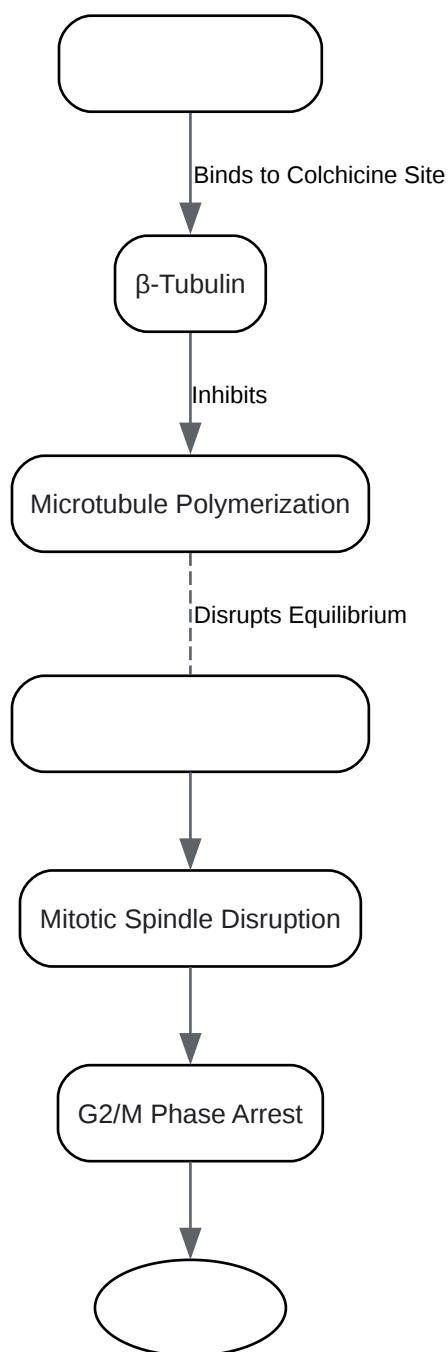 Binds to Colchicine Site
β-Tubulin
Inhibits
Microtubule Polymerization
Disrupts Equilibrium
Mitotic Spindle Disruption
G2/M Phase Arrest